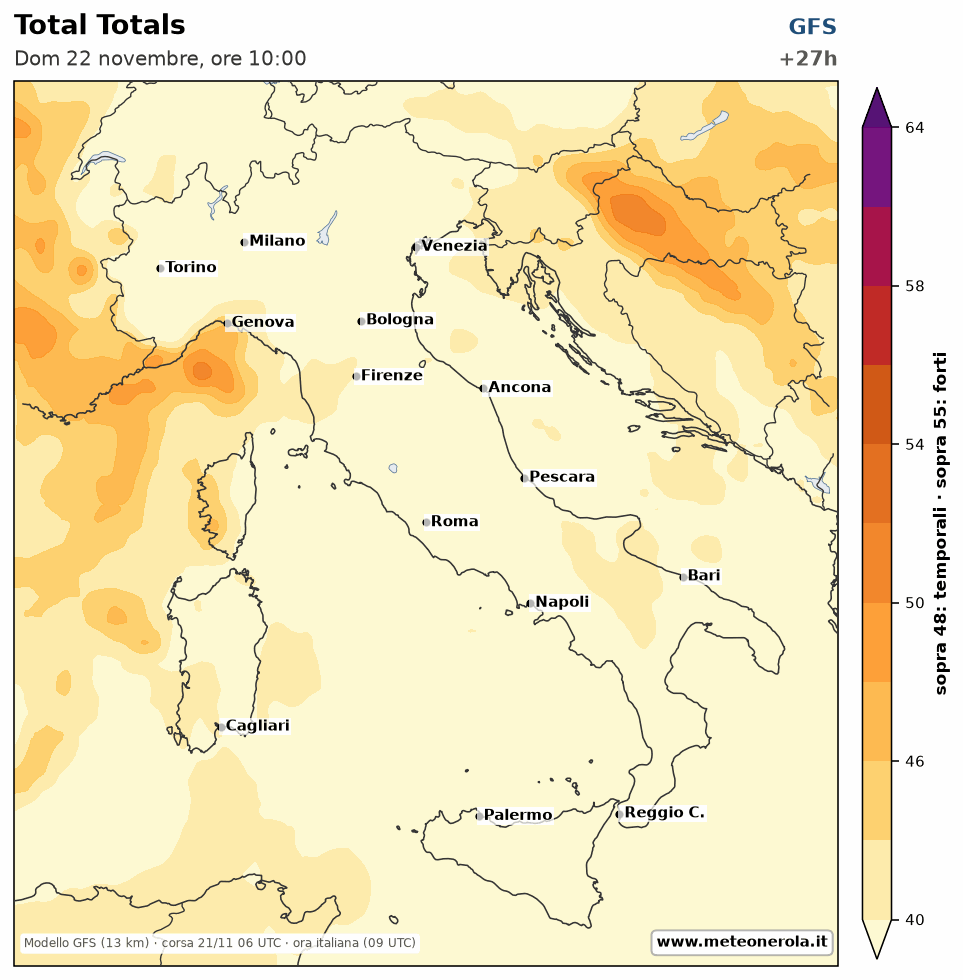 Total Totals
GFS
Dom 22 novembre, ore 10:00
+27h
Milano
Venezia
Torino
Genova
Bologna
Firenze
Ancona
Pescara
Roma
Bari
Napoli
Cagliari
Palermo
Reggio C.
64
58
54
50
46
40
sopra 48: temporali · sopra 55: forti
Modello GFS (13 km) · corsa 21/11 06 UTC · ora italiana (09 UTC)
www.meteonerola.it